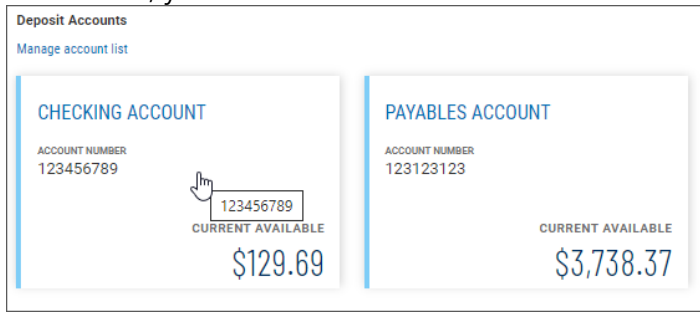 Deposit Accounts
Manage account list
CHECKING ACCOUNT
ACCOUNT NUMBER
123456789
123456789
CURRENT AVAILABLE
$129.69
PAYABLES ACCOUNT
ACCOUNT NUMBER
123123123
CURRENT AVAILABLE
$3,738.37